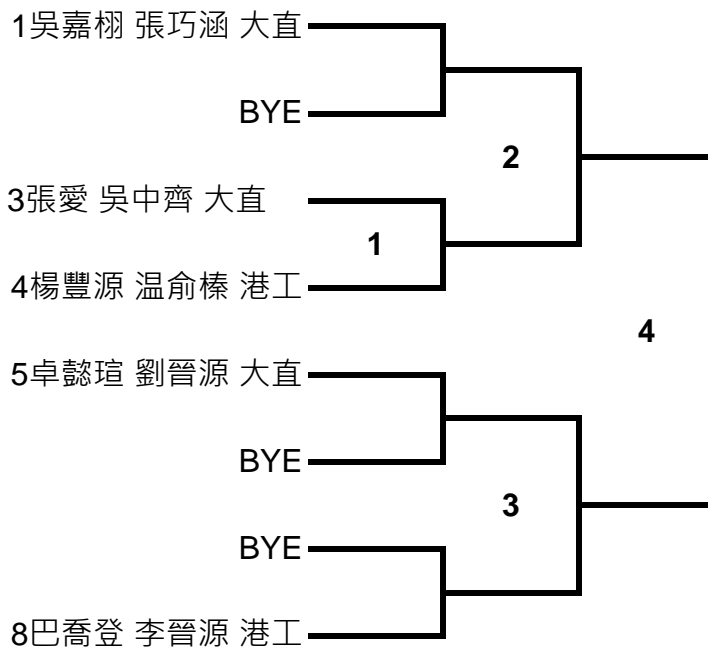 1吳嘉栩 張巧涵 大直
BYE
2
3張愛 吳中齊 大直
1
4楊豐源 温俞榛 港工
4
5卓懿瑄 劉晉源 大直
BYE
3
BYE
8巴喬登 李晉源 港工